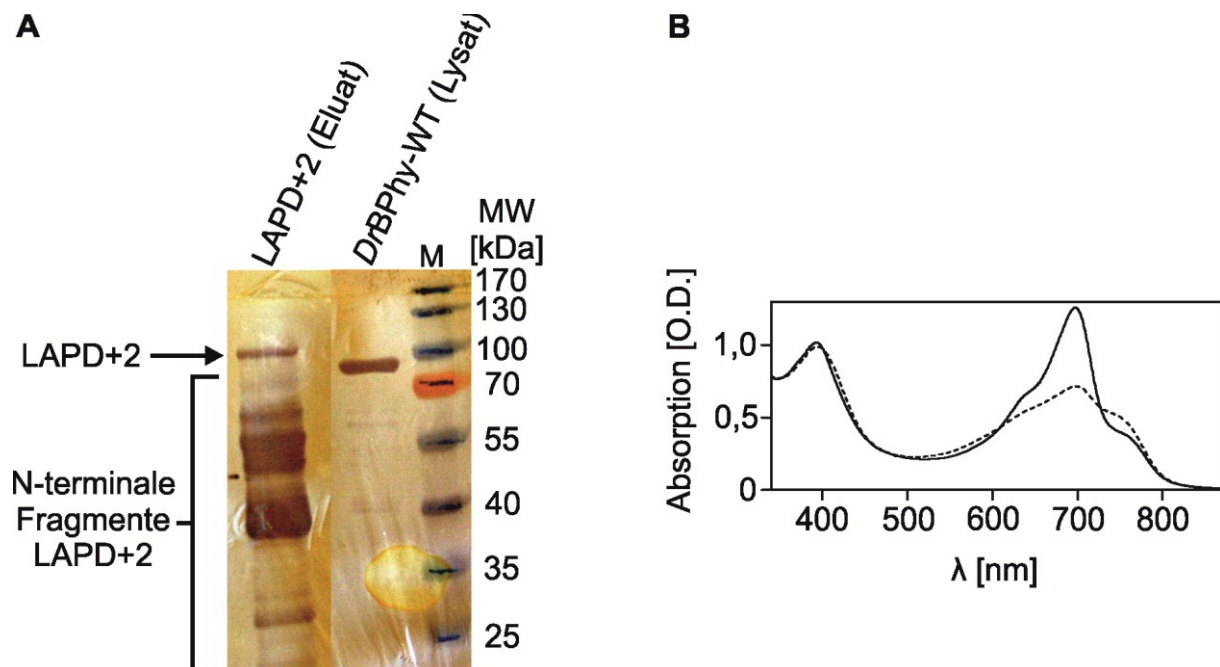 A
LAPD+2 (Eluat)
DrBPhy-WT (Lysat)
M
MW
[kDa]
170
130
100
70
55
40
35
25
LAPD+2
N-terminale
Fragmente
LAPD+2
B
Absorption [O.D.]
1,0
0,5
0
400 500 600 700 800
λ [nm]